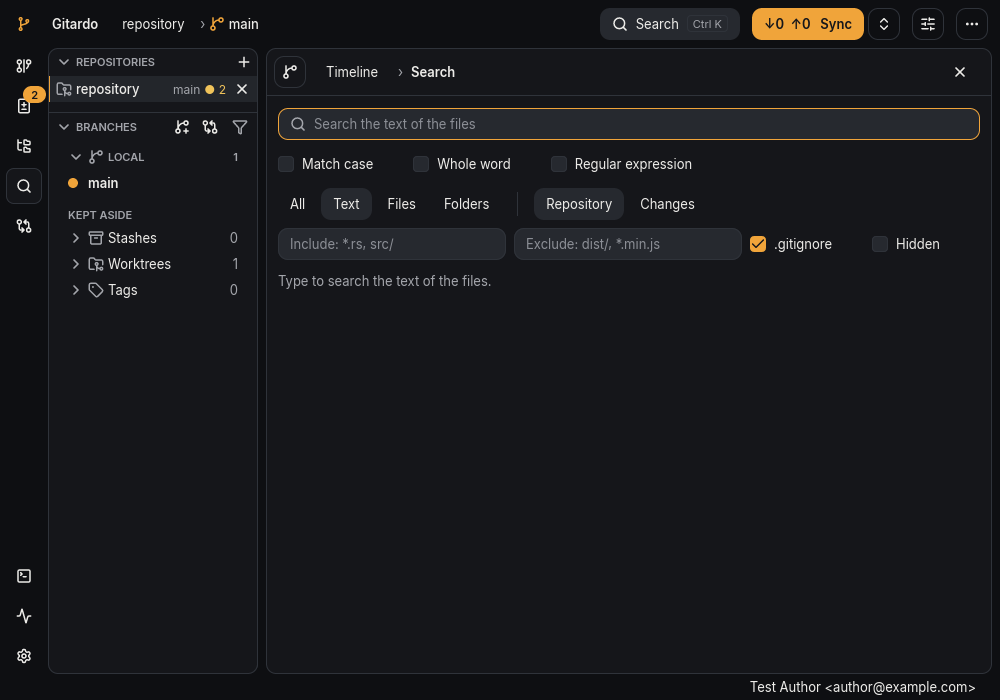 Gitardo repository › main Search Ctrl K ↓0 ↑0 Sync
REPOSITORIES
Timeline › Search
repository main 2
2
Search the text of the files
BRANCHES
LOCAL 1
Match case Whole word Regular expression
main
All Text Files Folders Repository Changes
KEPT ASIDE
Stashes 0
Include: *.rs, src/ Exclude: dist/, *.min.js .gitignore Hidden
Worktrees 1
Type to search the text of the files.
Tags 0
Test Author <author@example.com>